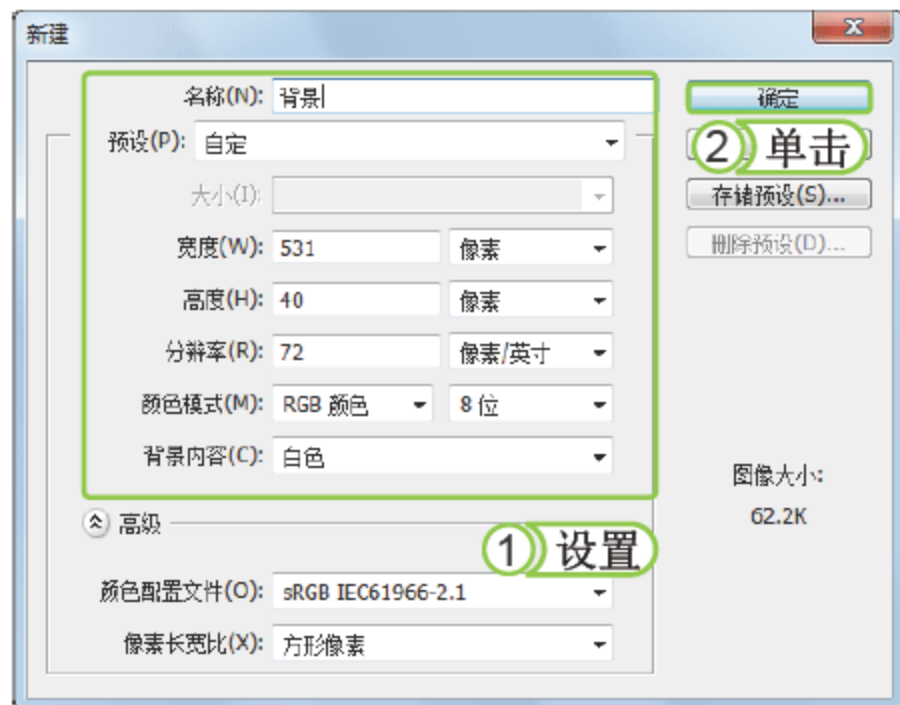 新建
名称(N): 背景
确定
预设(P): 自定
② 单击
大小(I):
存储预设(S)...
宽度(W): 531 像素
删除预设(D)...
高度(H): 40 像素
分辨率(R): 72 像素/英寸
颜色模式(M): RGB 颜色 8 位
背景内容(C): 白色
图像大小:
62.2K
高级
① 设置
颜色配置文件(O): sRGB IEC61966-2.1
像素长宽比(X): 方形像素